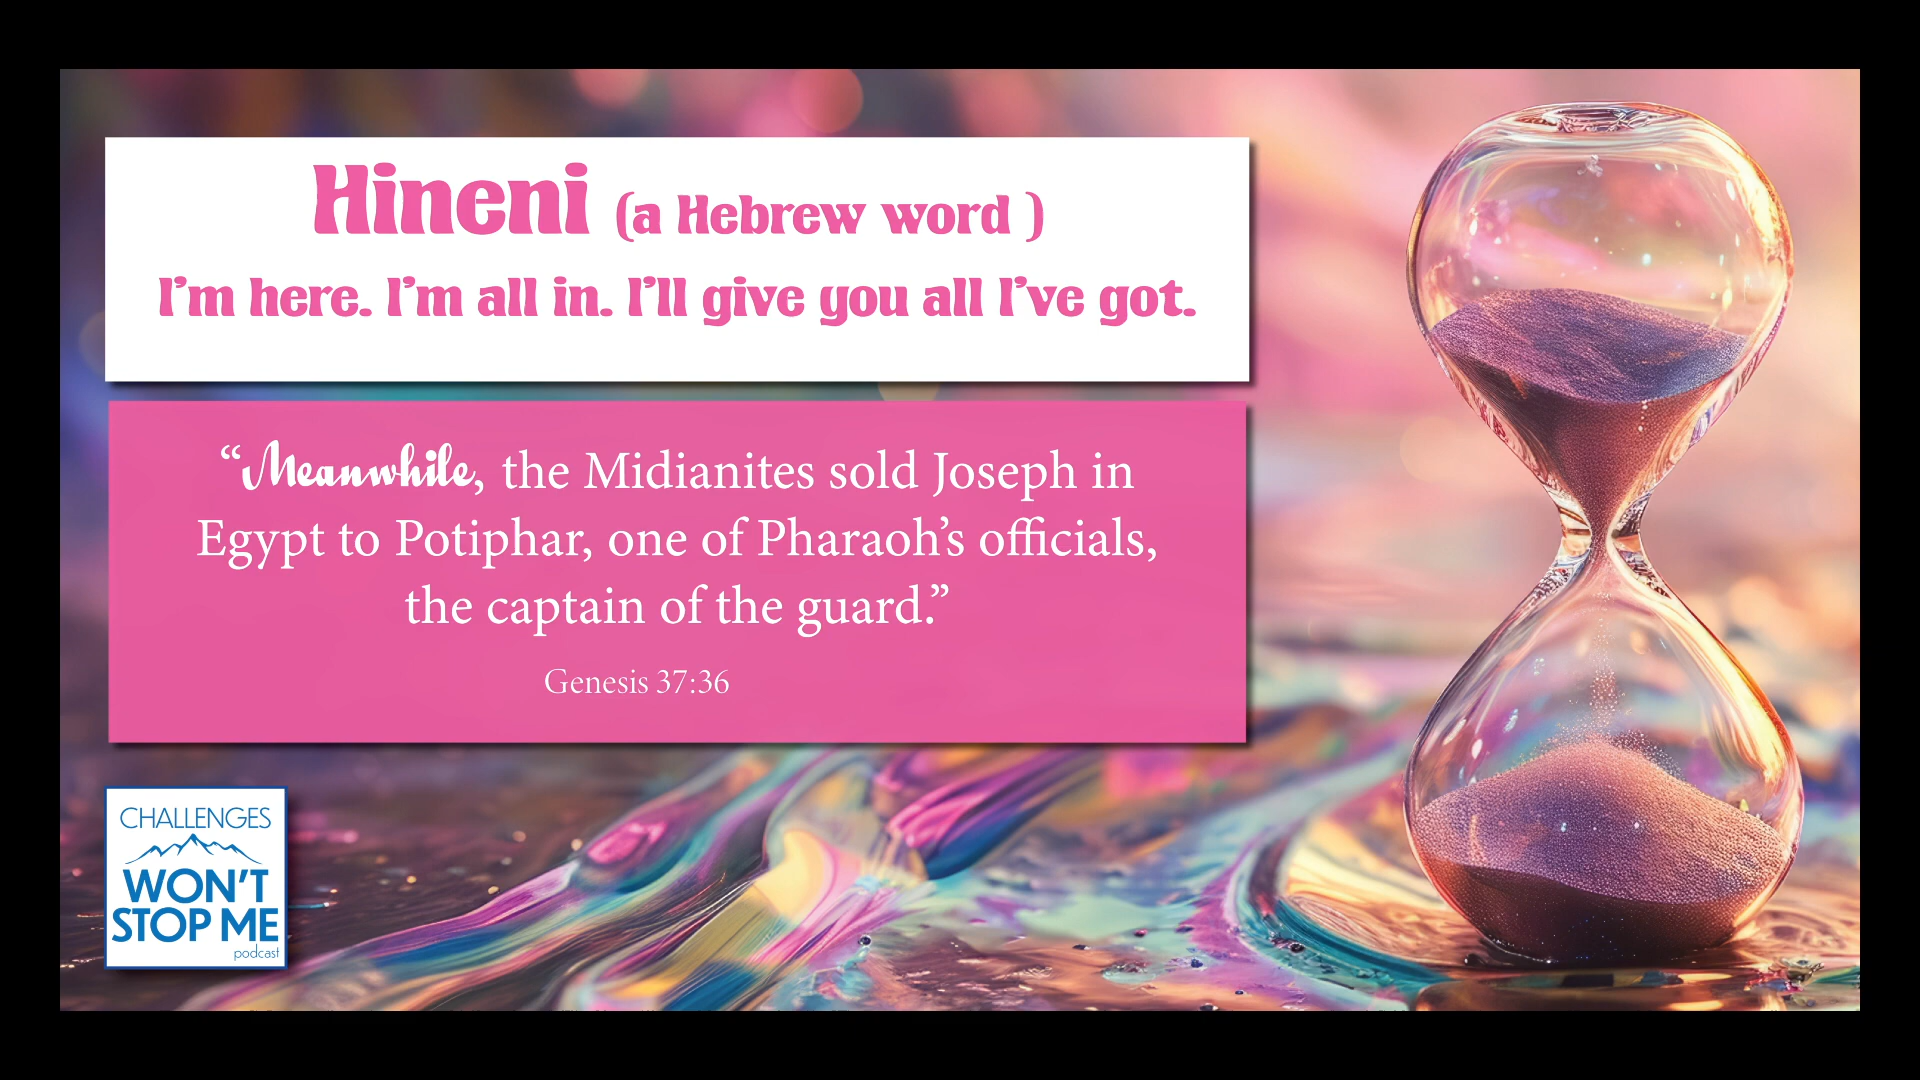 Hineni (a Hebrew word )
I'm here. I'm all in. I'll give you all I've got.
“Meanwhile, the Midianites sold Joseph in
Egypt to Potiphar, one of Pharaoh’s officials,
the captain of the guard.”
Genesis 37:36
CHALLENGES
WON'T
STOP ME
podcast